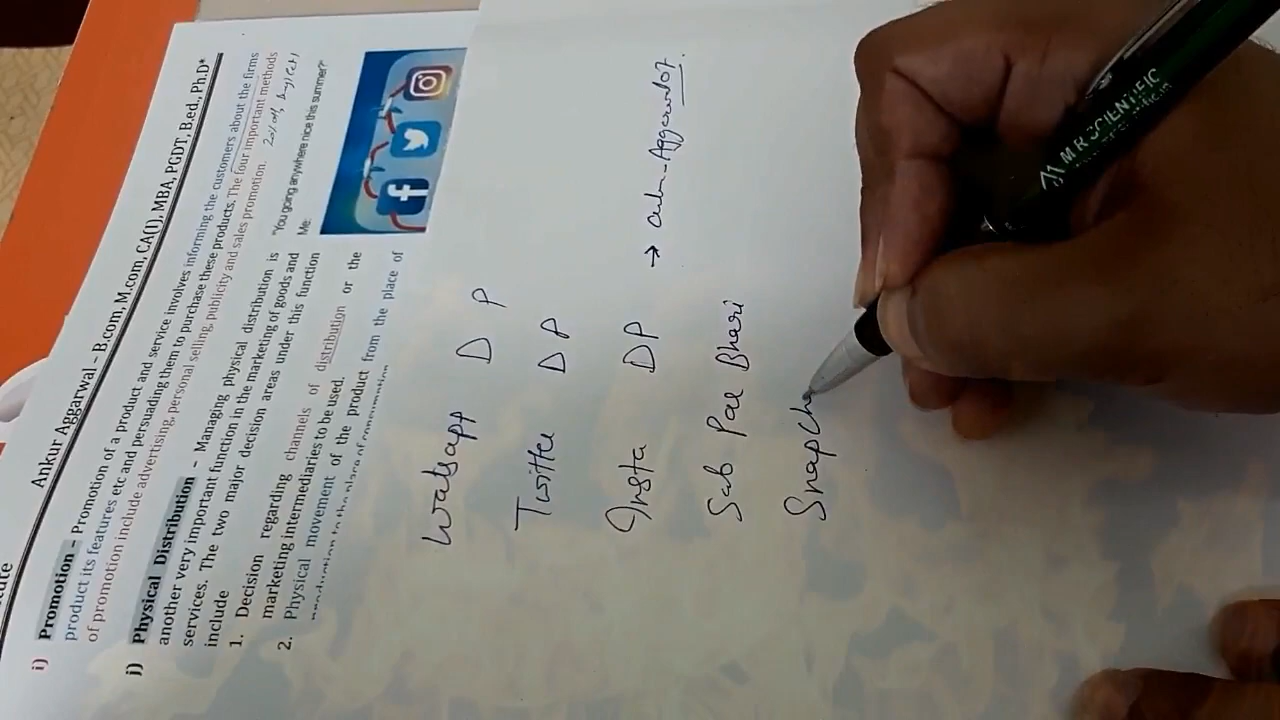 Ankur Aggarwal – B.com, M.com, CA(I), MBA, PGDT, B.ed., Ph.D*
i) Promotion – Promotion of a product and service involves informing the customers about the firms
product its features etc and persuading them to purchase these products. The four important methods
of promotion include advertising, personal selling, publicity and sales promotion. 20% off,
j) Physical Distribution – Managing physical distribution is
another very important function in the marketing of goods and
services. The two major decision areas under this function
include
1. Decision regarding channels of distribution or the
marketing intermediaries to be used.
2. Physical movement of the product from the place of
"You going anywhere nice this summer?"
Me:
f
Watsapp DP
Twitter DP
Insta DP →
Sab Pae Bhari
Snapch
MR SCIENTIFIC